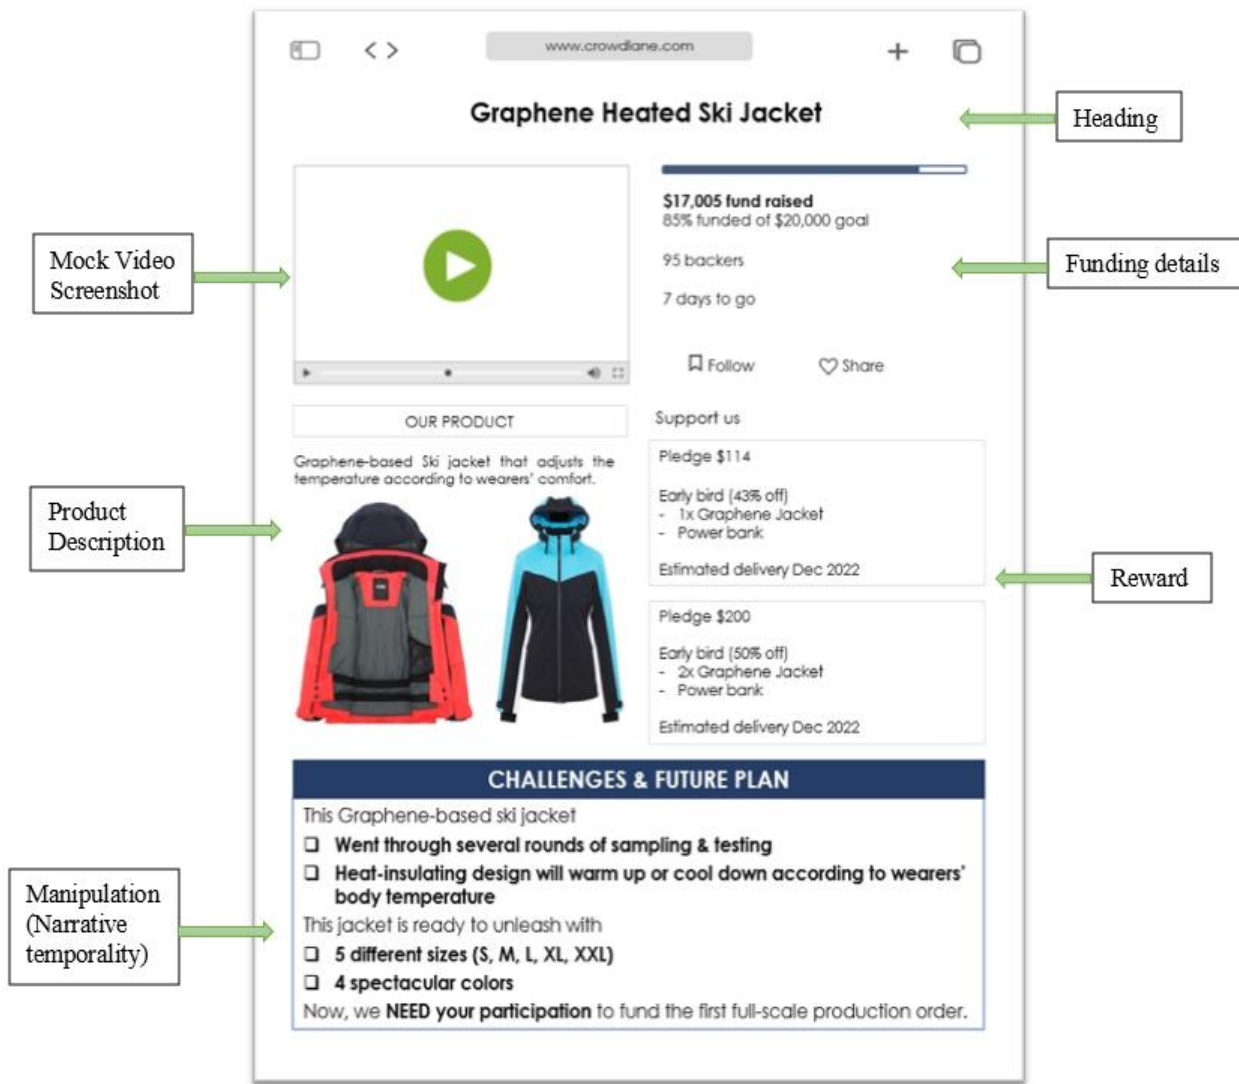 www.crowdlane.com
Graphene Heated Ski Jacket
Heading
Mock Video
Screenshot
$17,005 fund raised
85% funded of $20,000 goal
95 backers
7 days to go
Funding details
Follow
Share
OUR PRODUCT
Graphene-based Ski jacket that adjusts the
temperature according to wearers' comfort.
Product
Description
Support us
Pledge $114
Early bird (43% off)
- 1x Graphene Jacket
- Power bank
Estimated delivery Dec 2022
Reward
Pledge $200
Early bird (50% off)
- 2x Graphene Jacket
- Power bank
Estimated delivery Dec 2022
CHALLENGES & FUTURE PLAN
This Graphene-based ski jacket
❑ Went through several rounds of sampling & testing
❑ Heat-insulating design will warm up or cool down according to wearers'
body temperature
This jacket is ready to unleash with
❑ 5 different sizes (S, M, L, XL, XXL)
❑ 4 spectacular colors
Now, we NEED your participation to fund the first full-scale production order.
Manipulation
(Narrative
temporality)